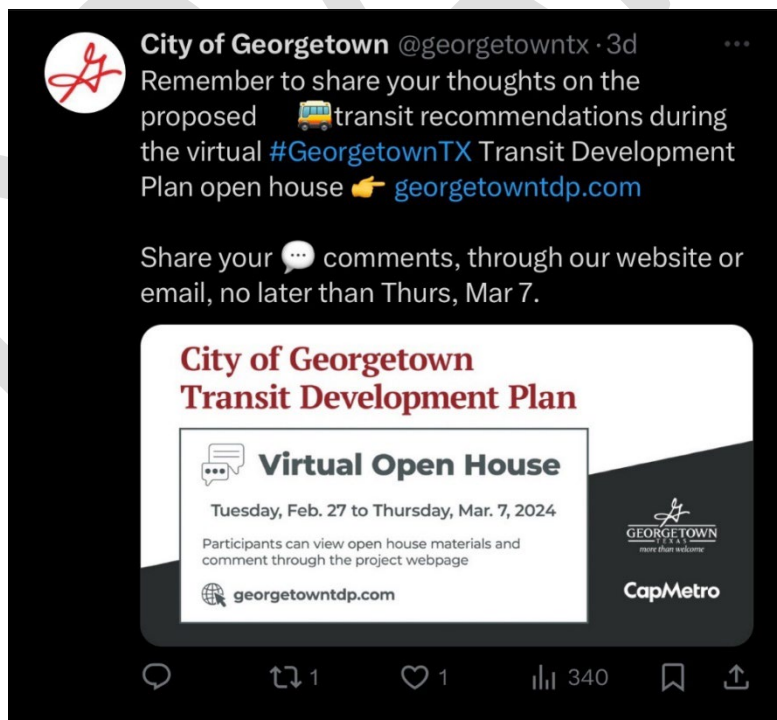 City of Georgetown @georgetowntx · 3d
Remember to share your thoughts on the
proposed 🚌transit recommendations during
the virtual #GeorgetownTX Transit Development
Plan open house 👉 georgetowntdp.com
Share your 💬 comments, through our website or
email, no later than Thurs, Mar 7.
City of Georgetown
Transit Development Plan
Virtual Open House
Tuesday, Feb. 27 to Thursday, Mar. 7, 2024
Participants can view open house materials and
comment through the project webpage
georgetowntdp.com
GEORGETOWN
TEXAS
more than welcome
CapMetro
1 1 340